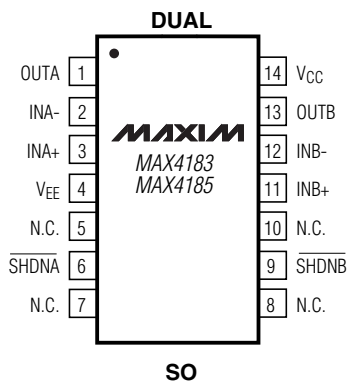 DUAL
OUTA 1
INA- 2
INA+ 3
VEE 4
N.C. 5
SHDNA 6
N.C. 7
MAXIM
MAX4183
MAX4185
14 VCC
13 OUTB
12 INB-
11 INB+
10 N.C.
9 SHDNB
8 N.C.
SO